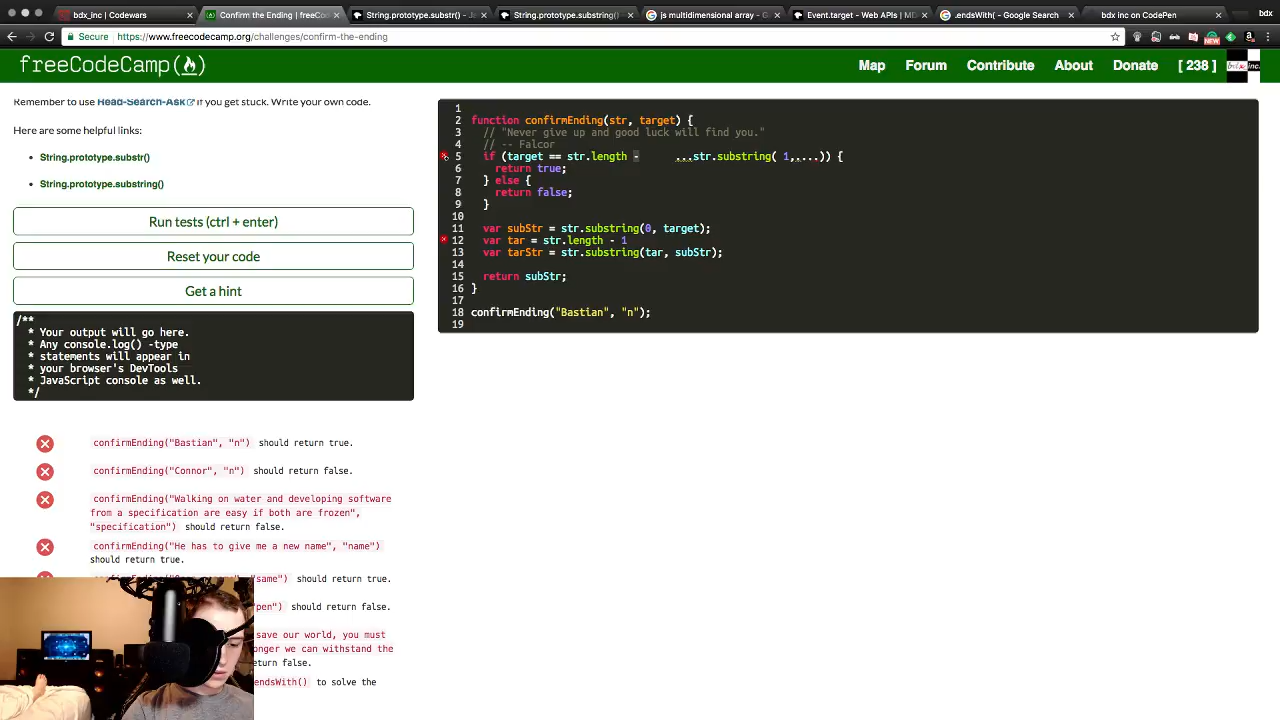 bdx_inc | Codewars
Confirm the Ending | freeCo
String.prototype.substr() - J
String.prototype.substring()
js multidimensional array - G
Event.target - Web APIs | MD
.endsWith() - Google Search
bdx inc on CodePen
bdx
Secure
https://www.freecodecamp.org/challenges/confirm-the-ending
freeCodeCamp
Map
Forum
Contribute
About
Donate
[ 238 ]
bdx inc.
Remember to use Read-Search-Ask if you get stuck. Write your own code.
Here are some helpful links:
String.prototype.substr()
String.prototype.substring()
Run tests (ctrl + enter)
Reset your code
Get a hint
/**
* Your output will go here.
* Any console.log() -type
* statements will appear in
* your browser's DevTools
* JavaScript console as well.
*/
confirmEnding("Bastian", "n") should return true.
confirmEnding("Connor", "n") should return false.
confirmEnding("Walking on water and developing software
from a specification are easy if both are frozen",
"specification") should return false.
confirmEnding("He has to give me a new name", "name")
should return true.
"same") should return true.
"pen") should return false.
save our world, you must
onger we can withstand the
eturn false.
endsWith() to solve the
1
2 function confirmEnding(str, target) {
3 // "Never give up and good luck will find you."
4 // -- Falcor
5 if (target == str.length - ...str.substring( 1,....)) {
6 return true;
7 } else {
8 return false;
9 }
10
11 var subStr = str.substring(0, target);
12 var tar = str.length - 1
13 var tarStr = str.substring(tar, subStr);
14
15 return subStr;
16 }
17
18 confirmEnding("Bastian", "n");
19